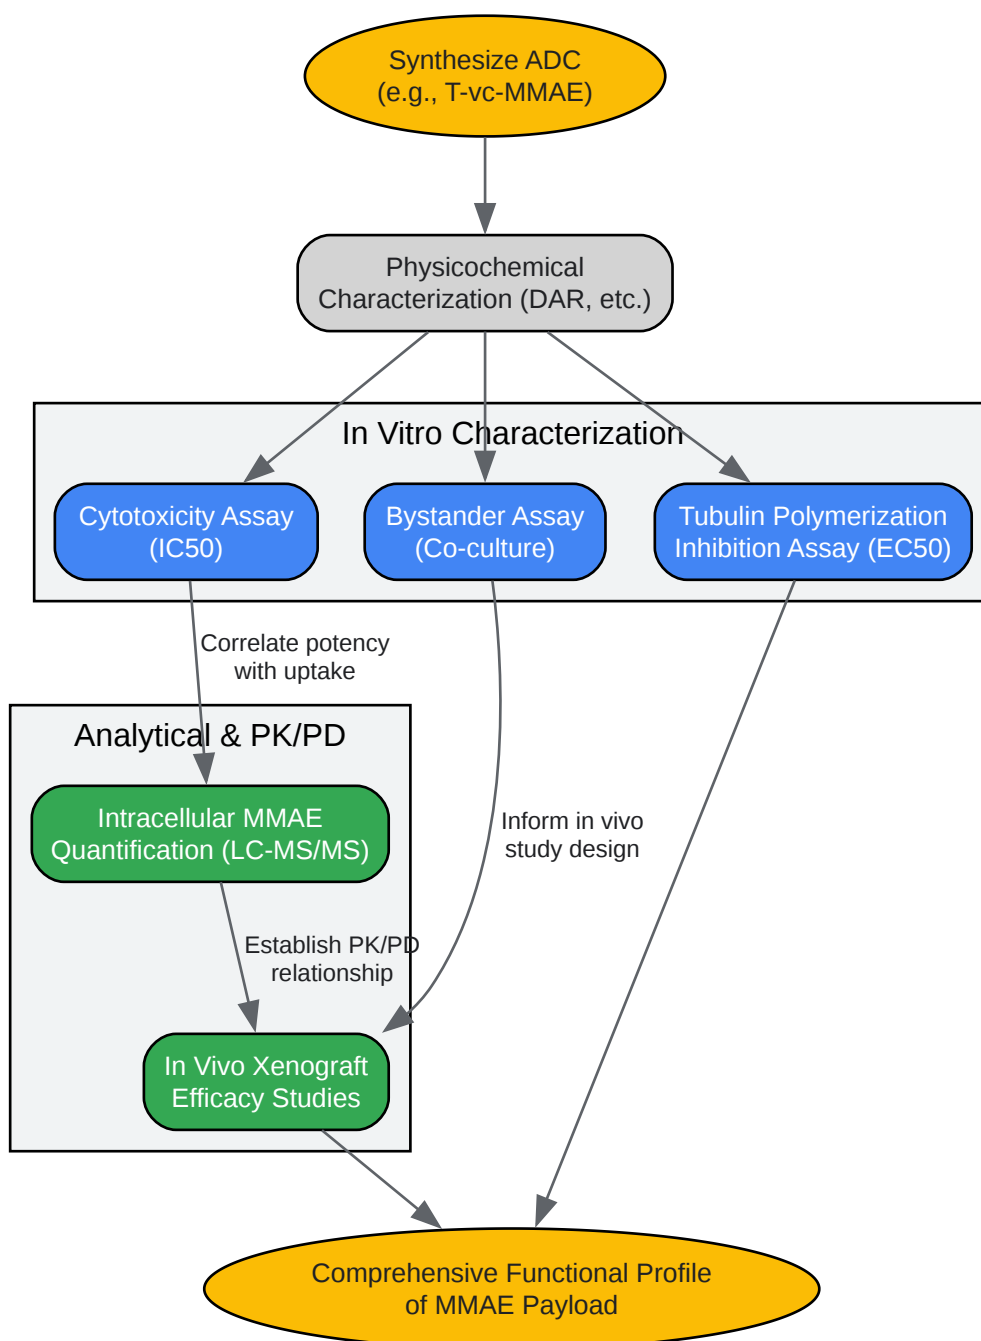 Synthesize ADC
(e.g., T-vc-MMAE)
Physicochemical
Characterization (DAR, etc.)
In Vitro Characterization
Cytotoxicity Assay
(IC50)
Bystander Assay
(Co-culture)
Tubulin Polymerization
Inhibition Assay (EC50)
Correlate potency
with uptake
Analytical & PK/PD
Intracellular MMAE
Quantification (LC-MS/MS)
Inform in vivo
study design
Establish PK/PD
relationship
In Vivo Xenograft
Efficacy Studies
Comprehensive Functional Profile
of MMAE Payload